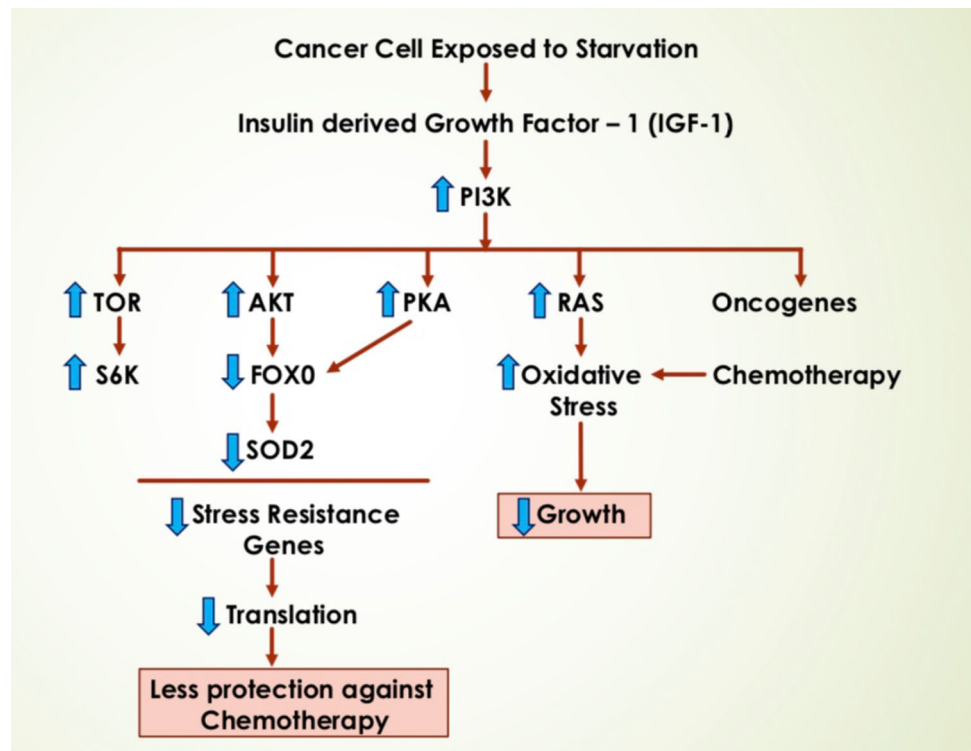 Cancer Cell Exposed to Starvation
Insulin derived Growth Factor – 1 (IGF-1)
PI3K
TOR
AKT
PKA
RAS
Oncogenes
S6K
FOX0
Oxidative
Stress
Chemotherapy
SOD2
Stress Resistance
Genes
Growth
Translation
Less protection against
Chemotherapy